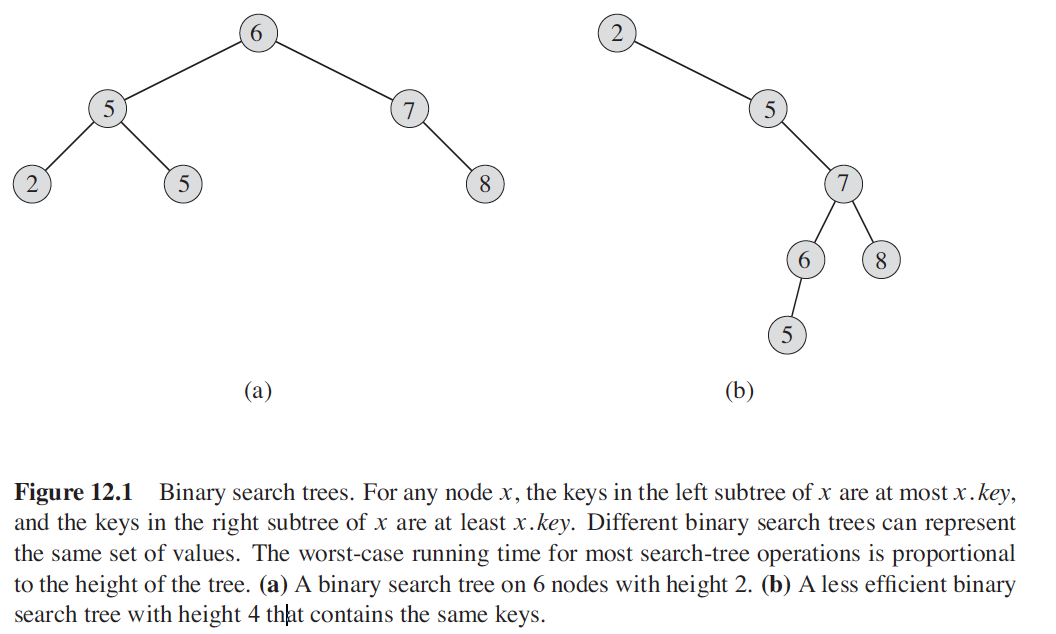 6
2
5
7
5
2
5
8
7
6
8
5
(a)
(b)
Figure 12.1 Binary search trees. For any node x, the keys in the left subtree of x are at most x.key,
and the keys in the right subtree of x are at least x.key. Different binary search trees can represent
the same set of values. The worst-case running time for most search-tree operations is proportional
to the height of the tree. (a) A binary search tree on 6 nodes with height 2. (b) A less efficient binary
search tree with height 4 that contains the same keys.